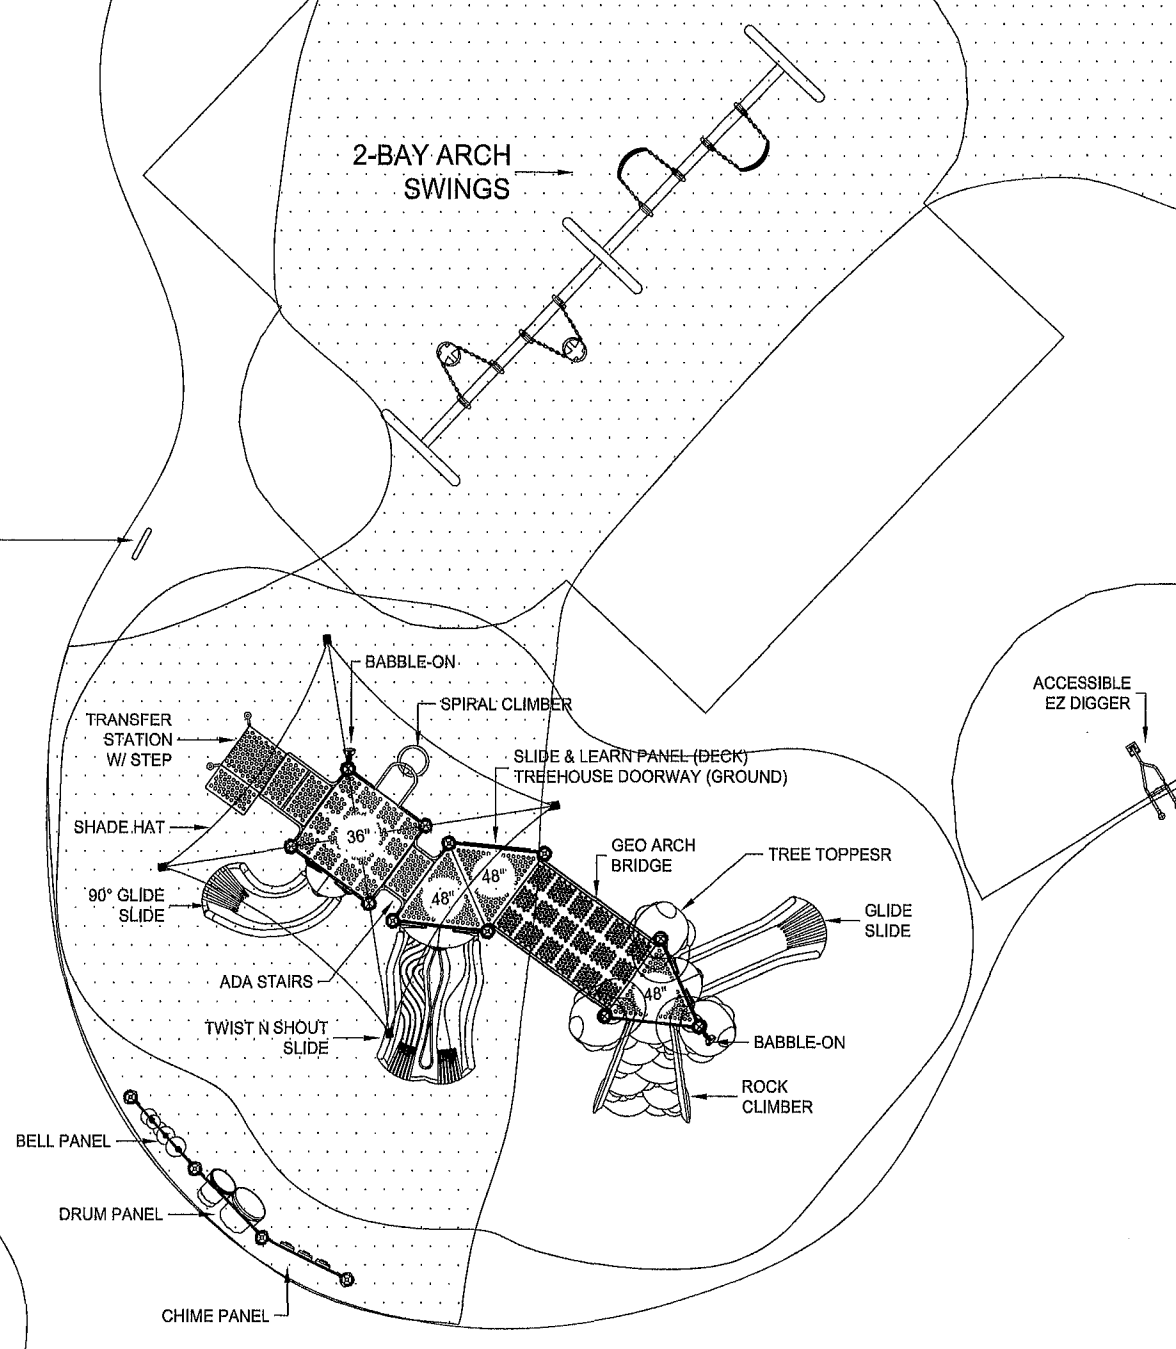 2-BAY ARCH
SWINGS
BABBLE-ON
SPIRAL CLIMBER
TRANSFER
STATION
W/ STEP
SLIDE & LEARN PANEL (DECK)
TREEHOUSE DOORWAY (GROUND)
ACCESSIBLE
EZ DIGGER
SHADE HAT
36"
48"
48"
GEO ARCH
BRIDGE
TREE TOPPESR
90° GLIDE
SLIDE
GLIDE
SLIDE
ADA STAIRS
48"
TWIST N SHOUT
SLIDE
BABBLE-ON
ROCK
CLIMBER
BELL PANEL
DRUM PANEL
CHIME PANEL